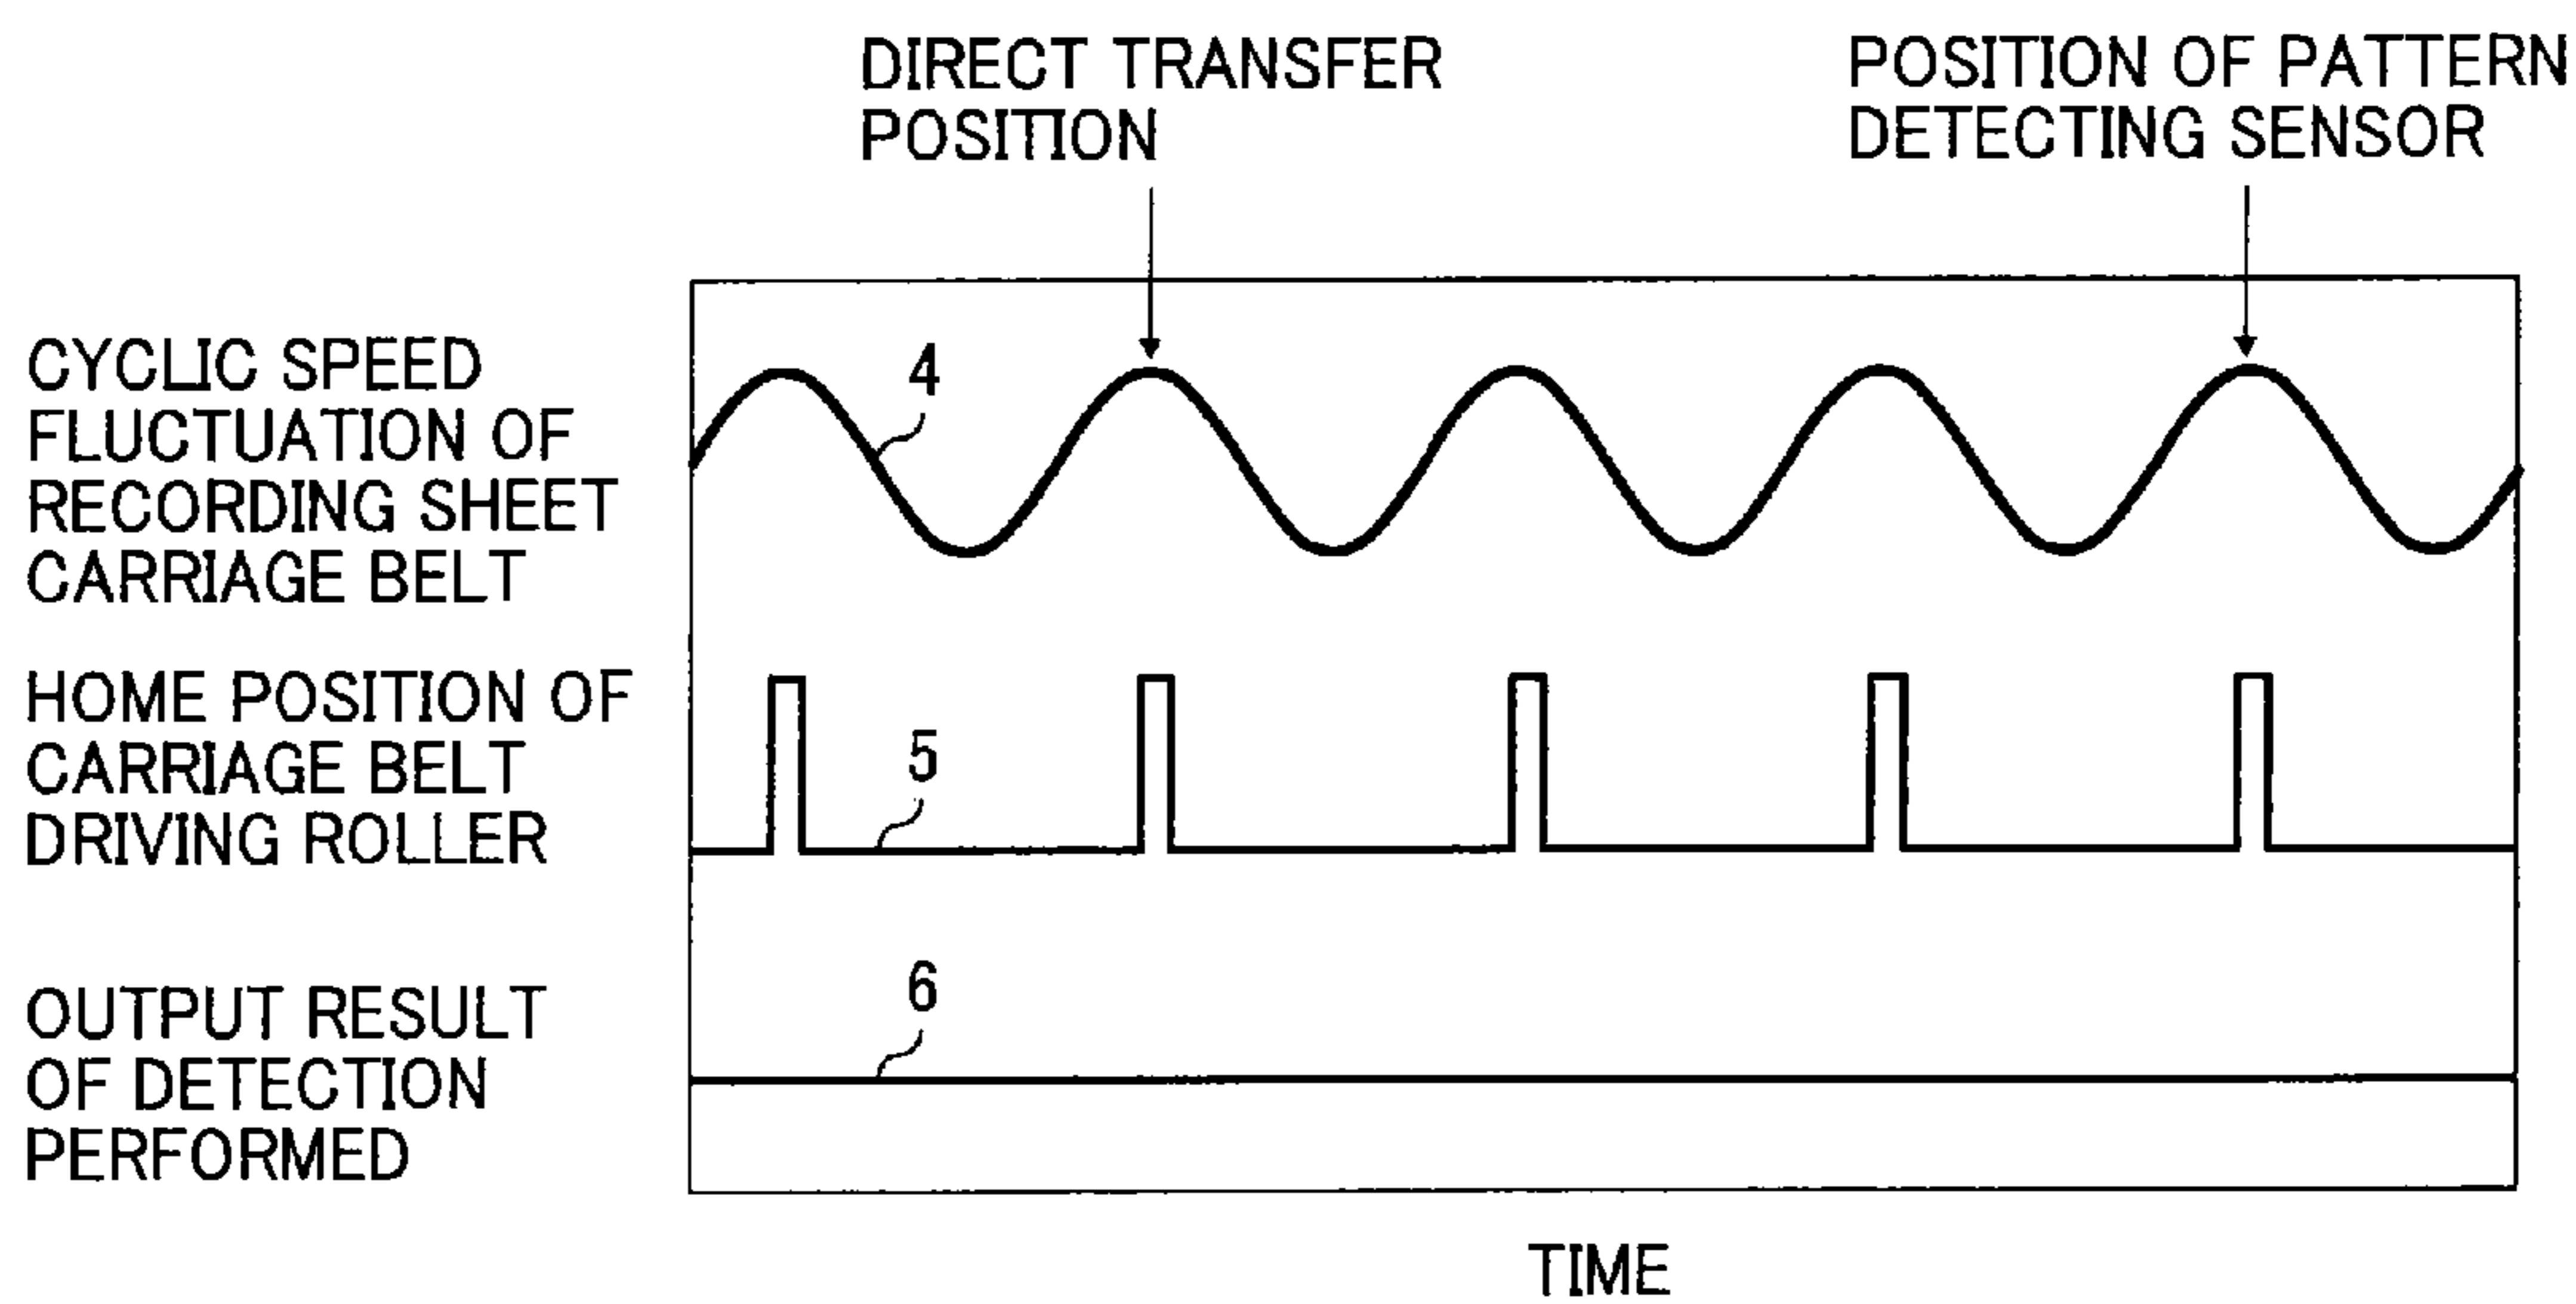 DIRECT TRANSFER
POSITION
POSITION OF PATTERN
DETECTING SENSOR
CYCLIC SPEED
FLUCTUATION OF
RECORDING SHEET
CARRIAGE BELT
4
HOME POSITION OF
CARRIAGE BELT
DRIVING ROLLER
5
OUTPUT RESULT
OF DETECTION
PERFORMED
6
TIME